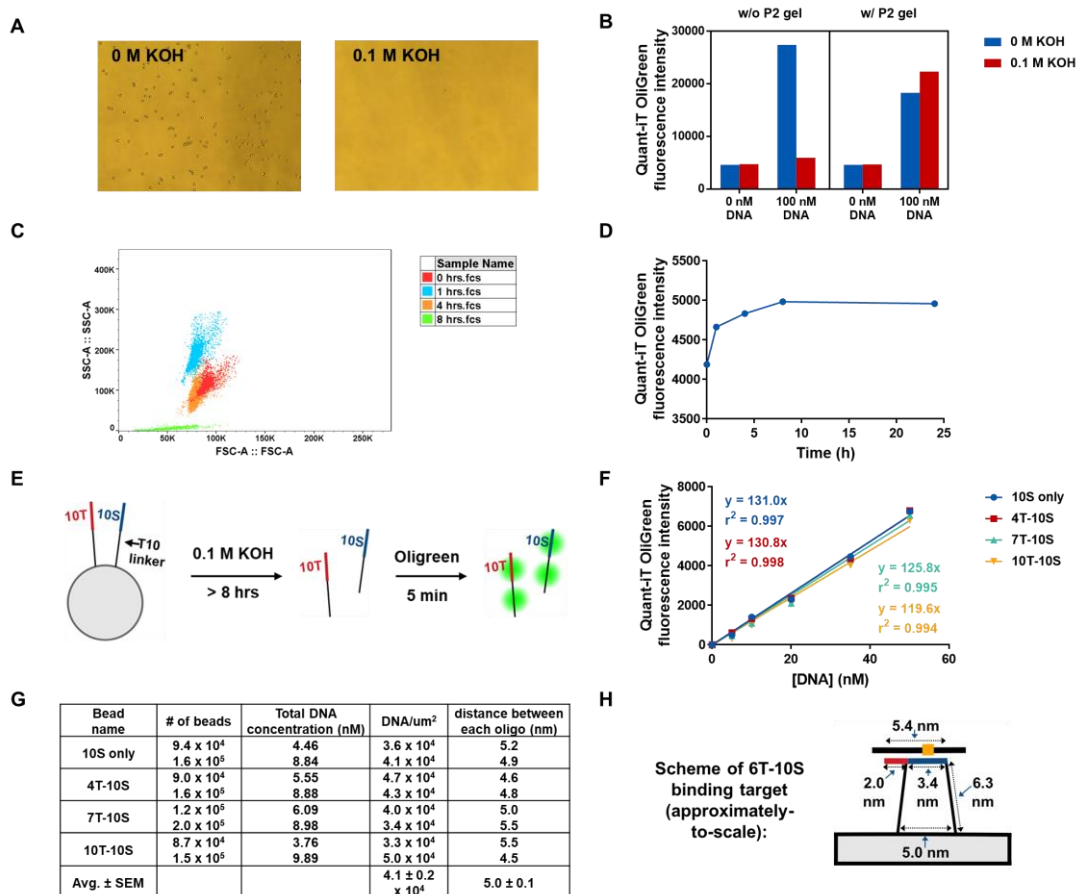 A
0 M KOH
0.1 M KOH
B
w/o P2 gel
w/ P2 gel
Quant-iT OliGreen
fluorescence intensity
30000
20000
10000
0
0 nM
DNA
100 nM
DNA
0 nM
DNA
100 nM
DNA
0 M KOH
0.1 M KOH
C
SSC-A :: SSC-A
400K
300K
200K
100K
0
0
50K
100K
150K
200K
250K
FSC-A :: FSC-A
Sample Name
0 hrs.fcs
1 hrs.fcs
4 hrs.fcs
8 hrs.fcs
D
Quant-iT OliGreen
fluorescence intensity
5500
5000
4500
4000
3500
0
5
10
15
20
25
Time (h)
E
10T
10S
T10
linker
0.1 M KOH
> 8 hrs
10T
10S
Oligreen
5 min
10T
10S
F
Quant-iT OliGreen
fluorescence intensity
8000
6000
4000
2000
0
0
20
40
60
[DNA] (nM)
y = 131.0x
r² = 0.997
y = 130.8x
r² = 0.998
y = 125.8x
r² = 0.995
y = 119.6x
r² = 0.994
10S only
4T-10S
7T-10S
10T-10S
G
Bead name | # of beads | Total DNA concentration (nM) | DNA/um² | distance between each oligo (nm)
10S only | 9.4 x 10⁴ | 4.46 | 3.6 x 10⁴ | 5.2
1.6 x 10⁵ | 8.84 | 4.1 x 10⁴ | 4.9
4T-10S | 9.0 x 10⁴ | 5.55 | 4.7 x 10⁴ | 4.6
1.6 x 10⁵ | 8.88 | 4.3 x 10⁴ | 4.8
7T-10S | 1.2 x 10⁵ | 6.09 | 4.0 x 10⁴ | 5.0
2.0 x 10⁵ | 8.98 | 3.4 x 10⁴ | 5.5
10T-10S | 8.7 x 10⁴ | 3.76 | 3.3 x 10⁴ | 5.5
1.5 x 10⁵ | 9.89 | 5.0 x 10⁴ | 4.5
Avg. ± SEM | 4.1 ± 0.2 x 10⁴ | 5.0 ± 0.1
H
Scheme of 6T-10S
binding target
(approximately-
to-scale):
5.4 nm
2.0
nm
3.4
nm
6.3
nm
5.0 nm